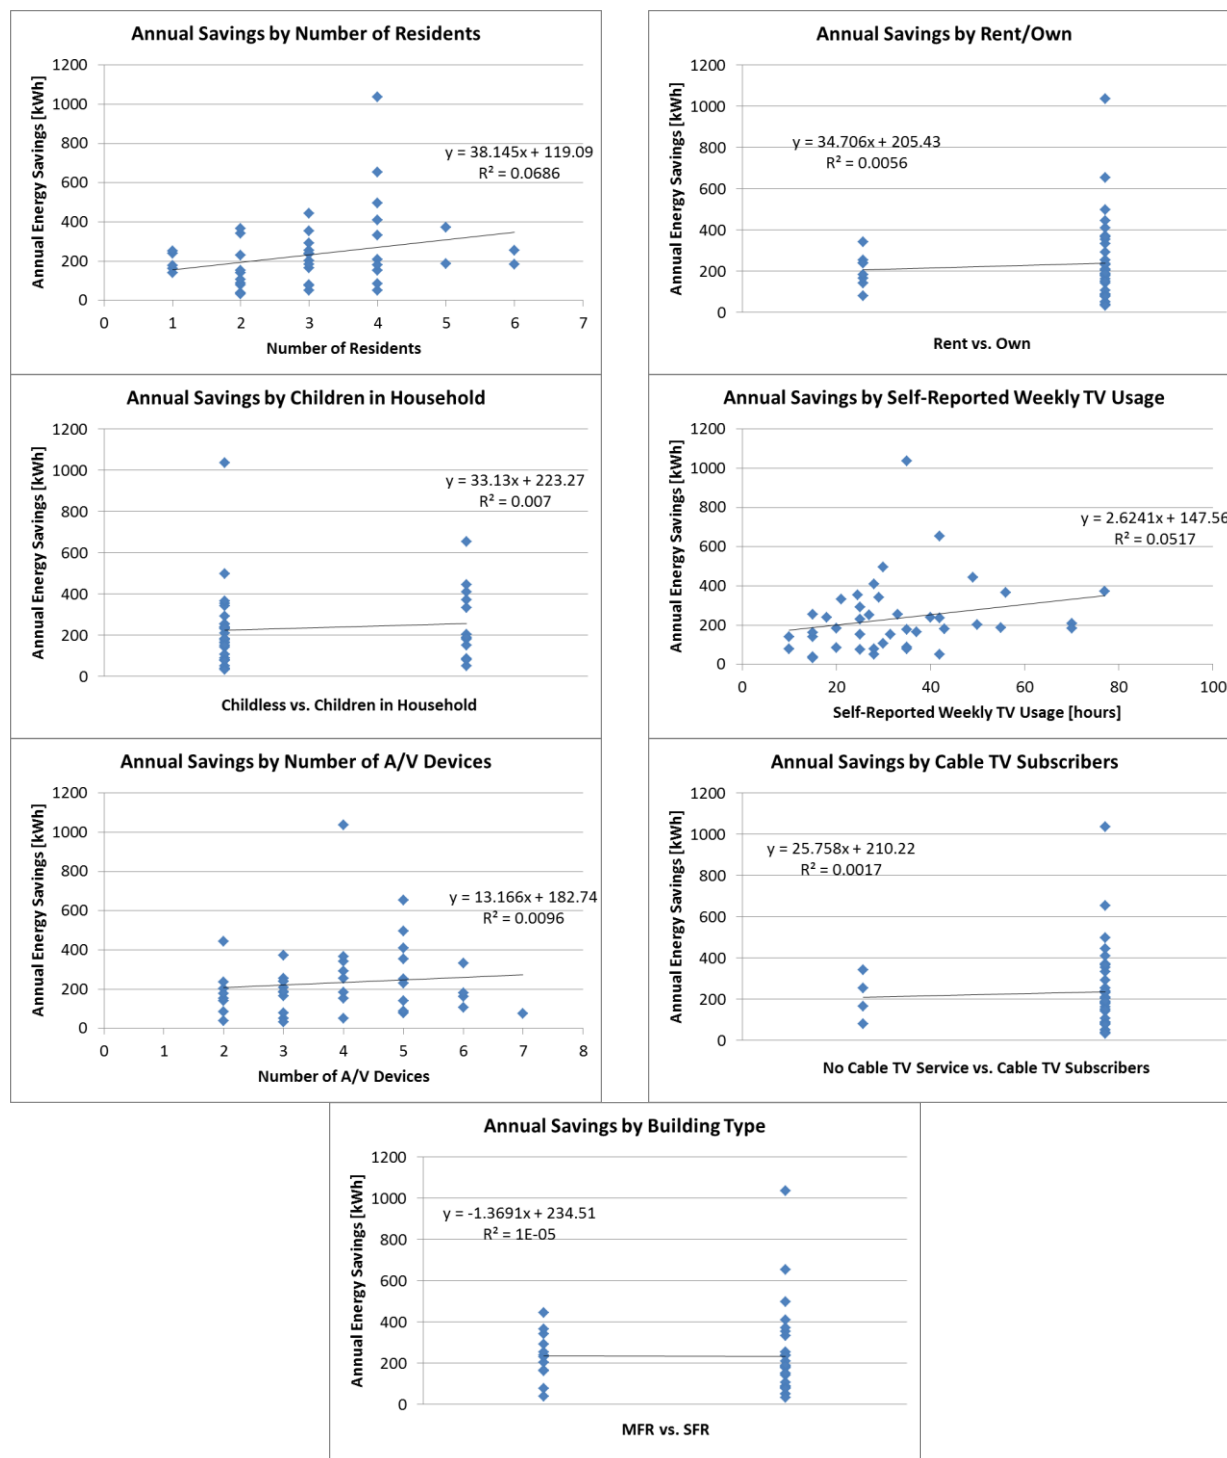 Annual Savings by Number of Residents
Annual Energy Savings [kWh]
1200
1000
800
600
400
200
0
y = 38.145x + 119.09
R² = 0.0686
0 1 2 3 4 5 6 7
Number of Residents
Annual Savings by Rent/Own
Annual Energy Savings [kWh]
1200
1000
800
600
400
200
0
y = 34.706x + 205.43
R² = 0.0056
Rent vs. Own
Annual Savings by Children in Household
Annual Energy Savings [kWh]
1200
1000
800
600
400
200
0
y = 33.13x + 223.27
R² = 0.007
Childless vs. Children in Household
Annual Savings by Self-Reported Weekly TV Usage
Annual Energy Savings [kWh]
1200
1000
800
600
400
200
0
y = 2.6241x + 147.56
R² = 0.0517
0 20 40 60 80 100
Self-Reported Weekly TV Usage [hours]
Annual Savings by Number of A/V Devices
Annual Energy Savings [kWh]
1200
1000
800
600
400
200
0
y = 13.166x + 182.74
R² = 0.0096
0 1 2 3 4 5 6 7 8
Number of A/V Devices
Annual Savings by Cable TV Subscribers
Annual Energy Savings [kWh]
1200
1000
800
600
400
200
0
y = 25.758x + 210.22
R² = 0.0017
No Cable TV Service vs. Cable TV Subscribers
Annual Savings by Building Type
Annual Energy Savings [kWh]
1200
1000
800
600
400
200
0
y = -1.3691x + 234.51
R² = 1E-05
MFR vs. SFR